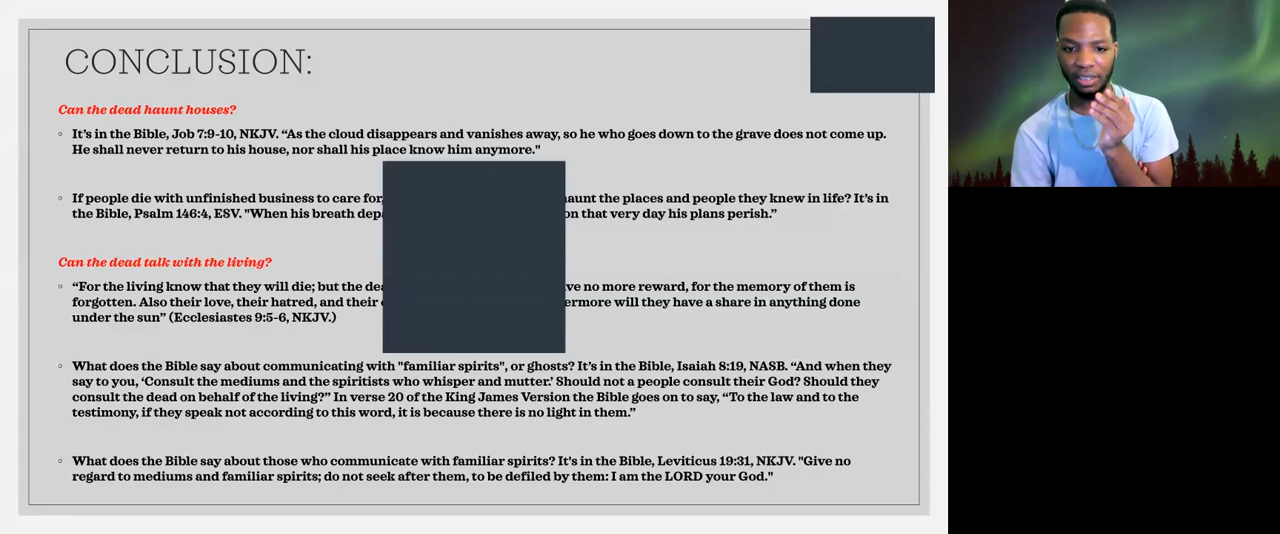 CONCLUSION:
Can the dead haunt houses?
◦ It's in the Bible, Job 7:9-10, NKJV. “As the cloud disappears and vanishes away, so he who goes down to the grave does not come up.
He shall never return to his house, nor shall his place know him anymore."
◦ If people die with unfinished business to care for, haunt the places and people they knew in life? It’s in
the Bible, Psalm 146:4, ESV. "When his breath on that very day his plans perish.”
Can the dead talk with the living?
◦ “For the living know that they will die; but the no more reward, for the memory of them is
forgotten. Also their love, their hatred, and their will they have a share in anything done
under the sun” (Ecclesiastes 9:5-6, NKJV.)
◦ What does the Bible say about communicating with "familiar spirits", or ghosts? It’s in the Bible, Isaiah 8:19, NASB. “And when they
say to you, ‘Consult the mediums and the spiritists who whisper and mutter.’ Should not a people consult their God? Should they
consult the dead on behalf of the living?” In verse 20 of the King James Version the Bible goes on to say, “To the law and to the
testimony, if they speak not according to this word, it is because there is no light in them.”
◦ What does the Bible say about those who communicate with familiar spirits? It's in the Bible, Leviticus 19:31, NKJV. "Give no
regard to mediums and familiar spirits; do not seek after them, to be defiled by them: I am the LORD your God."